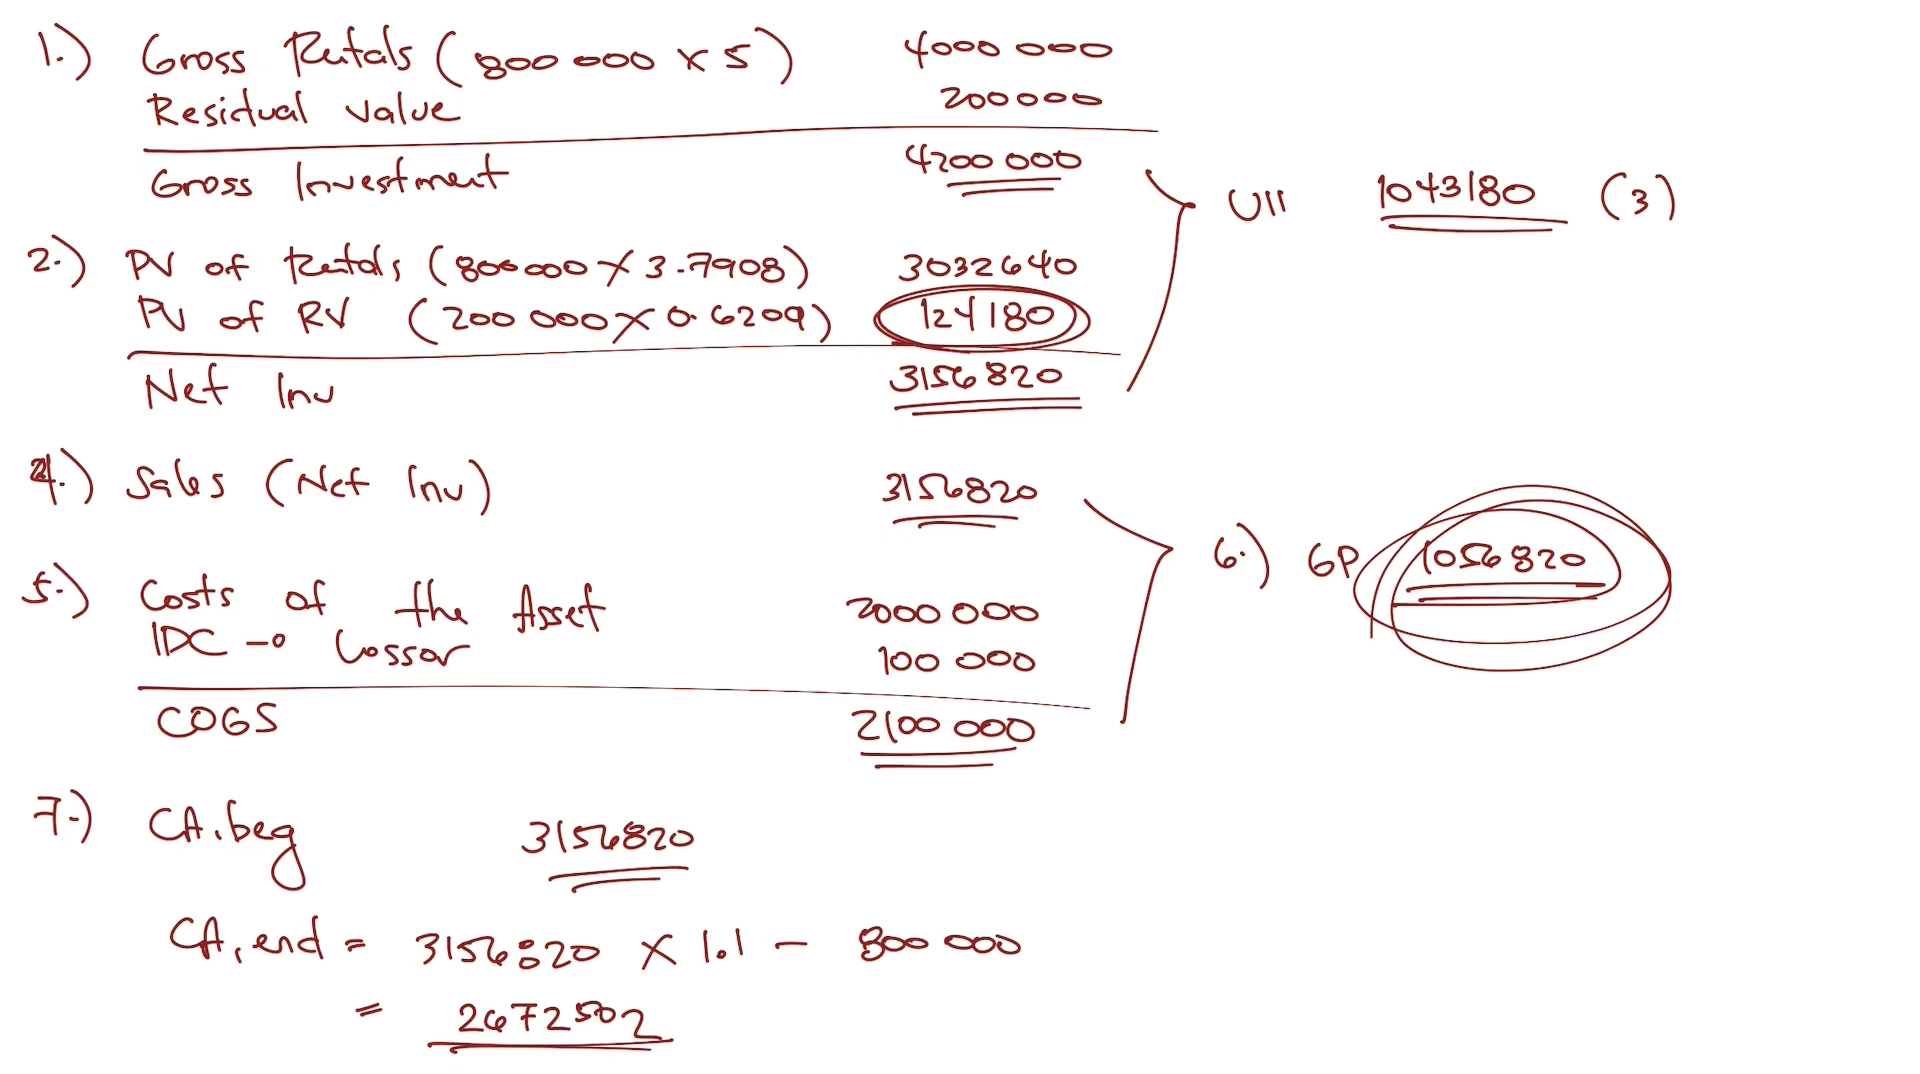 1.) Gross Rentals (800 000 x 5) 4000 000
Residual value 200000
Gross Investment 4200 000
UII 1043180 (3)
2.) PV of Rentals (800000 x 3.7908) 3032640
PV of RV (200 000 x 0.6209) 124180
Net Inv 3156820
4.) Sales (Net Inv) 3156820
5.) Costs of the Asset 2000 000
IDC → Lessor 100 000
COGS 2100 000
6.) GP 1056820
7.) CA, beg 3156820
CA, end = 3156820 x 1.1 - 800 000
= 2672502